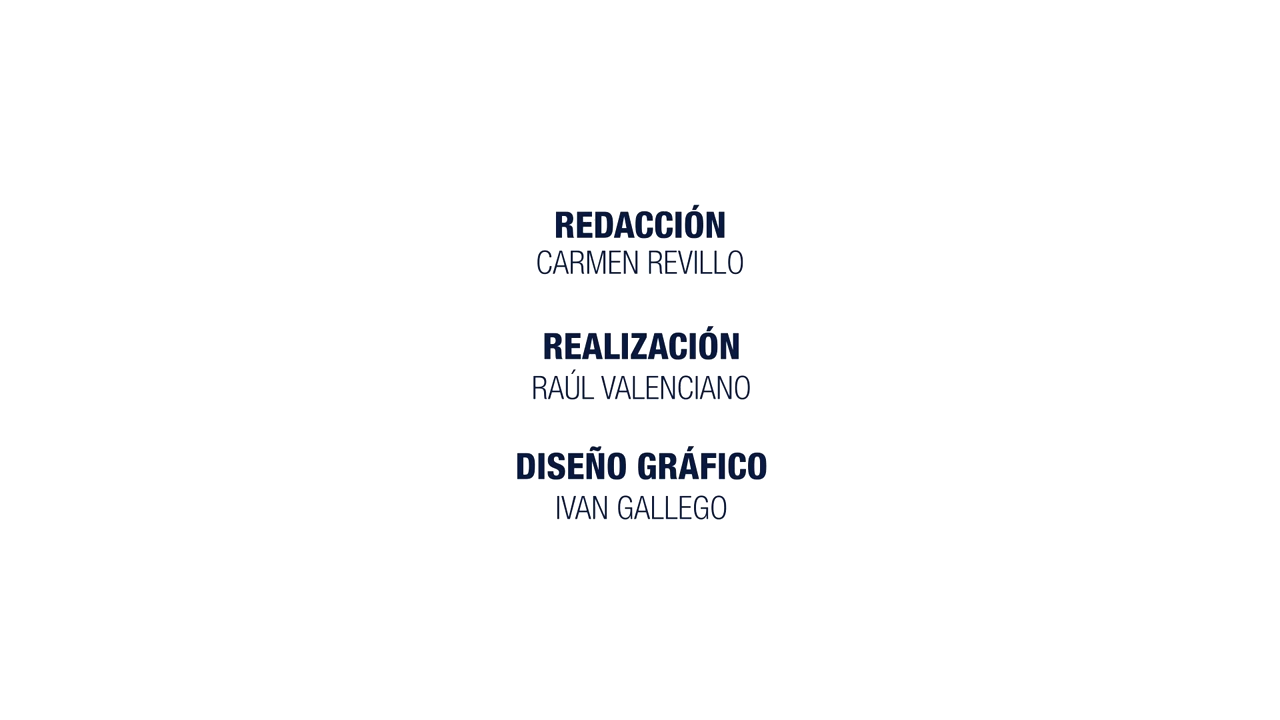 REDACCIÓN
CARMEN REVILLO
REALIZACIÓN
RAÚL VALENCIANO
DISEÑO GRÁFICO
IVAN GALLEGO